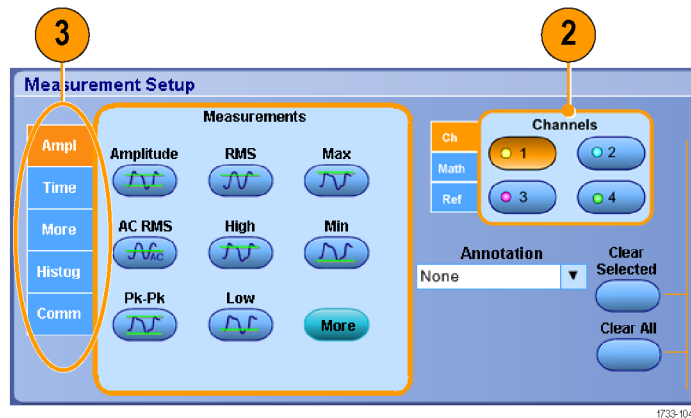 3
2
Measurement Setup
Measurements
Channels
Ampl
Time
More
Histog
Comm
Amplitude
RMS
Max
AC RMS
High
Min
AC
Pk-Pk
Low
More
Ch
Math
Ref
1
2
3
4
Annotation
None
Clear
Selected
Clear All
1733-104